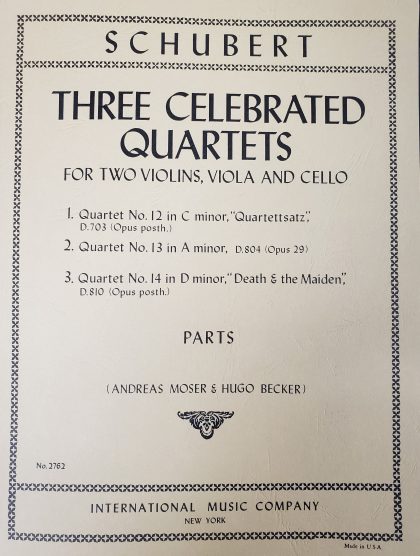 SCHUBERT
THREE CELEBRATED
QUARTETS
FOR TWO VIOLINS, VIOLA AND CELLO
1. Quartet No. 12 in C minor, "Quartettsatz",
D.703 (Opus posth.)
2. Quartet No. 13 in A minor, D.804 (Opus 29)
3. Quartet No. 14 in D minor, "Death & the Maiden",
D.810 (Opus posth.)
PARTS
(ANDREAS MOSER & HUGO BECKER)
No. 2762
INTERNATIONAL MUSIC COMPANY
NEW YORK
Made in U.S.A.